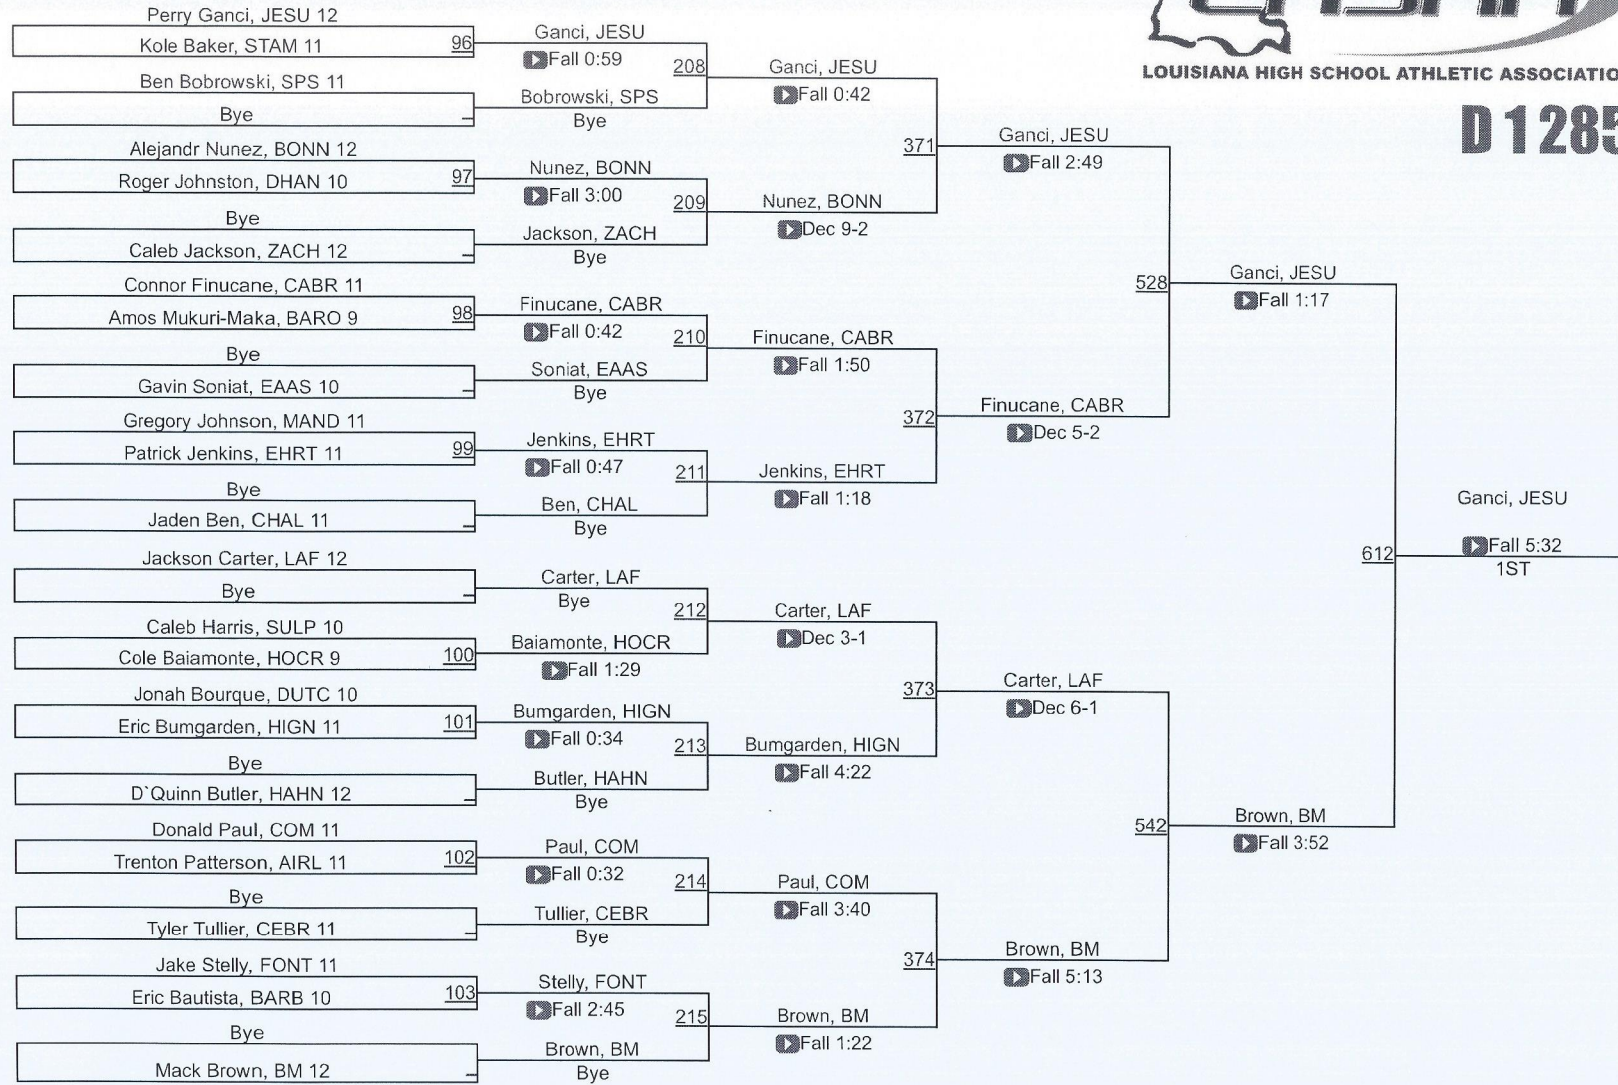 LOUISIANA HIGH SCHOOL ATHLETIC ASSOCIATIO
D1 285
Perry Ganci, JESU 12
Kole Baker, STAM 11
96
Ben Bobrowski, SPS 11
Bye
Alejandr Nunez, BONN 12
Roger Johnston, DHAN 10
97
Bye
Caleb Jackson, ZACH 12
Connor Finucane, CABR 11
Amos Mukuri-Maka, BARO 9
98
Bye
Gavin Soniat, EAAS 10
Gregory Johnson, MAND 11
Patrick Jenkins, EHRT 11
99
Bye
Jaden Ben, CHAL 11
Jackson Carter, LAF 12
Bye
Caleb Harris, SULP 10
Cole Baiamonte, HOCR 9
100
Jonah Bourque, DUTC 10
Eric Bumgarden, HIGN 11
101
Bye
D`Quinn Butler, HAHN 12
Donald Paul, COM 11
Trenton Patterson, AIRL 11
102
Bye
Tyler Tullier, CEBR 11
Jake Stelly, FONT 11
Eric Bautista, BARB 10
103
Bye
Mack Brown, BM 12
Ganci, JESU
Fall 0:59
208
Bobrowski, SPS
Bye
Nunez, BONN
Fall 3:00
209
Jackson, ZACH
Bye
Finucane, CABR
Fall 0:42
210
Soniat, EAAS
Bye
Jenkins, EHRT
Fall 0:47
211
Ben, CHAL
Bye
Carter, LAF
Bye
212
Baiamonte, HOCR
Fall 1:29
Bumgarden, HIGN
Fall 0:34
213
Butler, HAHN
Bye
Paul, COM
Fall 0:32
214
Tullier, CEBR
Bye
Stelly, FONT
Fall 2:45
215
Brown, BM
Bye
Ganci, JESU
Fall 0:42
371
Nunez, BONN
Dec 9-2
Finucane, CABR
Fall 1:50
372
Jenkins, EHRT
Fall 1:18
Carter, LAF
Dec 3-1
373
Bumgarden, HIGN
Fall 4:22
Paul, COM
Fall 3:40
374
Brown, BM
Fall 1:22
Ganci, JESU
Fall 2:49
528
Finucane, CABR
Dec 5-2
Carter, LAF
Dec 6-1
542
Brown, BM
Fall 5:13
Ganci, JESU
Fall 1:17
612
Brown, BM
Fall 3:52
Ganci, JESU
Fall 5:32
1ST